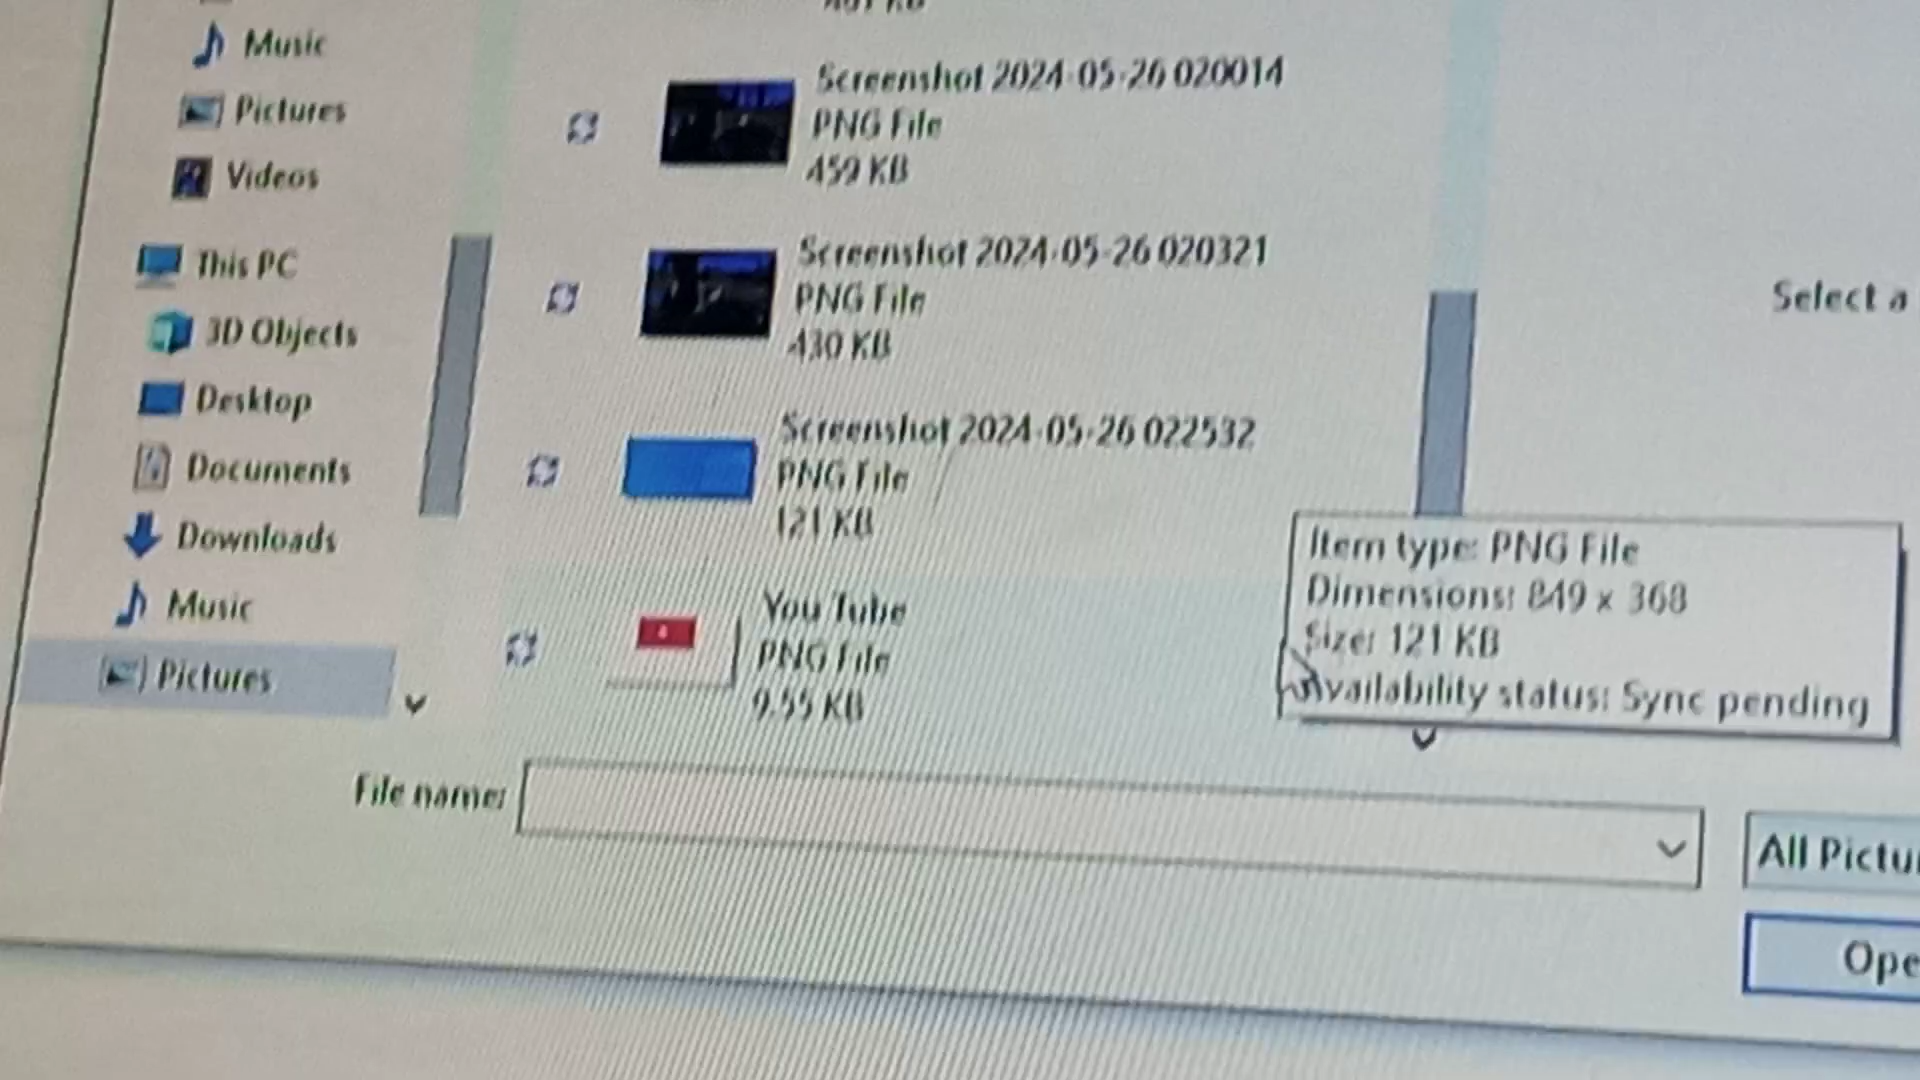 Music
Pictures
Videos
This PC
3D Objects
Desktop
Documents
Downloads
Music
Pictures
Screenshot 2024-05-26 020014
PNG File
459 KB
Screenshot 2024-05-26 020321
PNG File
430 KB
Screenshot 2024-05-26 022532
PNG File
121 KB
You Tube
PNG File
9.55 KB
Select a
Item type: PNG File
Dimensions: 849 x 368
Size: 121 KB
Availability status: Sync pending
File name:
All Pictu
Ope